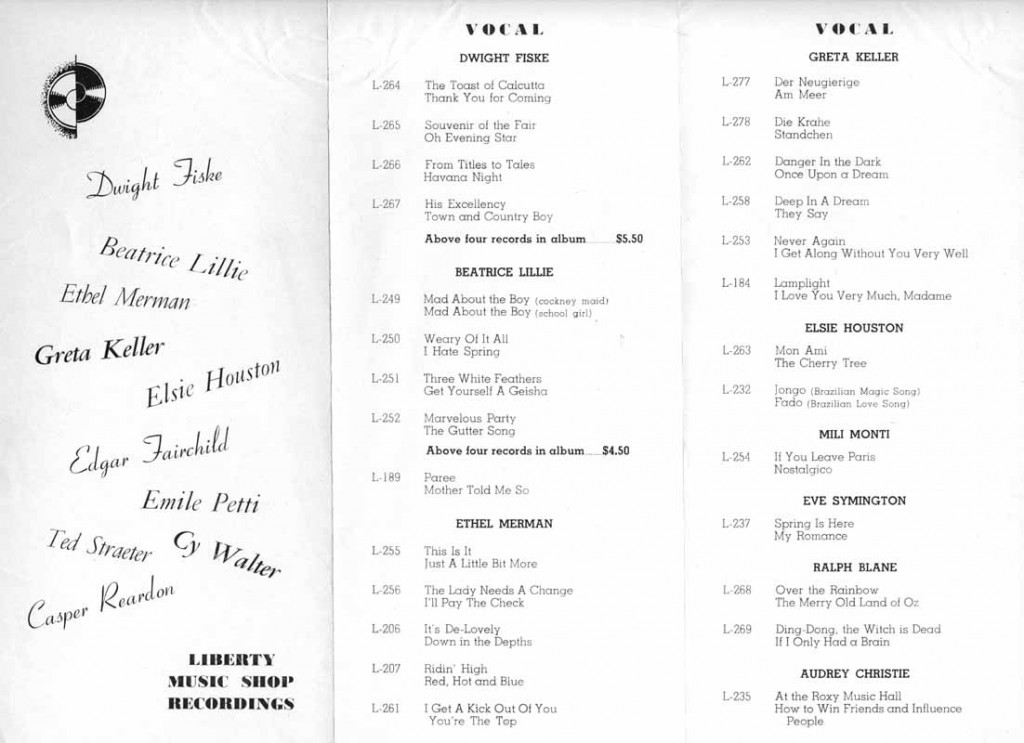 Dwight Fiske
Beatrice Lillie
Ethel Merman
Greta Keller
Elsie Houston
Edgar Fairchild
Emile Petti
Ted Straeter
Cy Walter
Casper Reardon
LIBERTY
MUSIC SHOP
RECORDINGS
VOCAL
DWIGHT FISKE
L-264 The Toast of Calcutta
Thank You for Coming
L-265 Souvenir of the Fair
Oh Evening Star
L-266 From Titles to Tales
Havana Night
L-267 His Excellency
Town and Country Boy
Above four records in album......$5.50
BEATRICE LILLIE
L-249 Mad About the Boy (cockney maid)
Mad About the Boy (school girl)
L-250 Weary Of It All
I Hate Spring
L-251 Three White Feathers
Get Yourself A Geisha
L-252 Marvelous Party
The Gutter Song
Above four records in album......$4.50
L-189 Paree
Mother Told Me So
ETHEL MERMAN
L-255 This Is It
Just A Little Bit More
L-256 The Lady Needs A Change
I'll Pay The Check
L-206 It's De-Lovely
Down in the Depths
L-207 Ridin' High
Red, Hot and Blue
L-261 I Get A Kick Out Of You
You're The Top
VOCAL
GRETA KELLER
L-277 Der Neugierige
Am Meer
L-278 Die Krahe
Standchen
L-262 Danger In the Dark
Once Upon a Dream
L-258 Deep In A Dream
They Say
L-253 Never Again
I Get Along Without You Very Well
L-184 Lamplight
I Love You Very Much, Madame
ELSIE HOUSTON
L-263 Mon Ami
The Cherry Tree
L-232 Jongo (Brazilian Magic Song)
Fado (Brazilian Love Song)
MILI MONTI
L-254 If You Leave Paris
Nostalgico
EVE SYMINGTON
L-237 Spring Is Here
My Romance
RALPH BLANE
L-268 Over the Rainbow
The Merry Old Land of Oz
L-269 Ding-Dong, the Witch is Dead
If I Only Had a Brain
AUDREY CHRISTIE
L-235 At the Roxy Music Hall
How to Win Friends and Influence
People